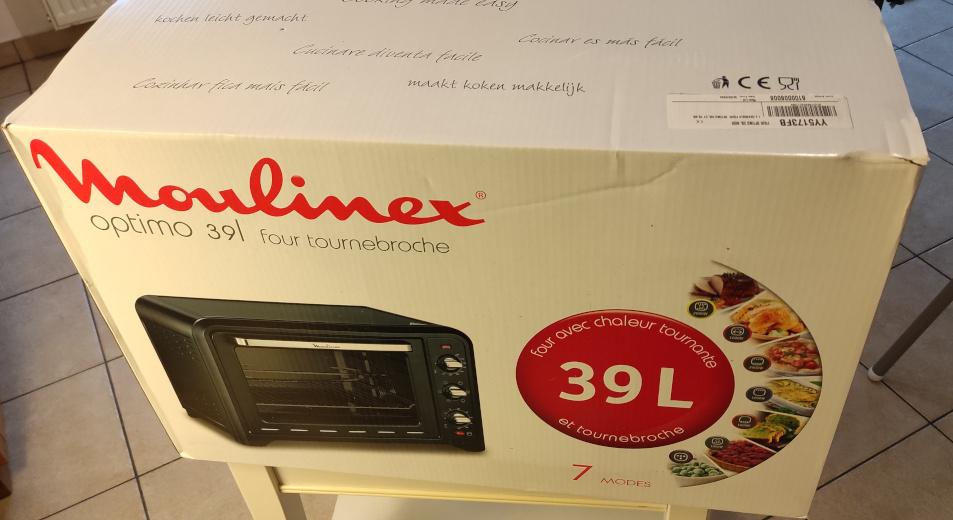 Cooking made easy
kochen leicht gemacht
Cocinar es más fácil
Cucinare diventa facile
Cozinhar fica mais fácil
maakt koken makkelijk
CE
YY5173FB
Moulinex®
optimo 39l four tournebroche
Moulinex
four avec chaleur tournante
39 L
et tournebroche
7 MODES